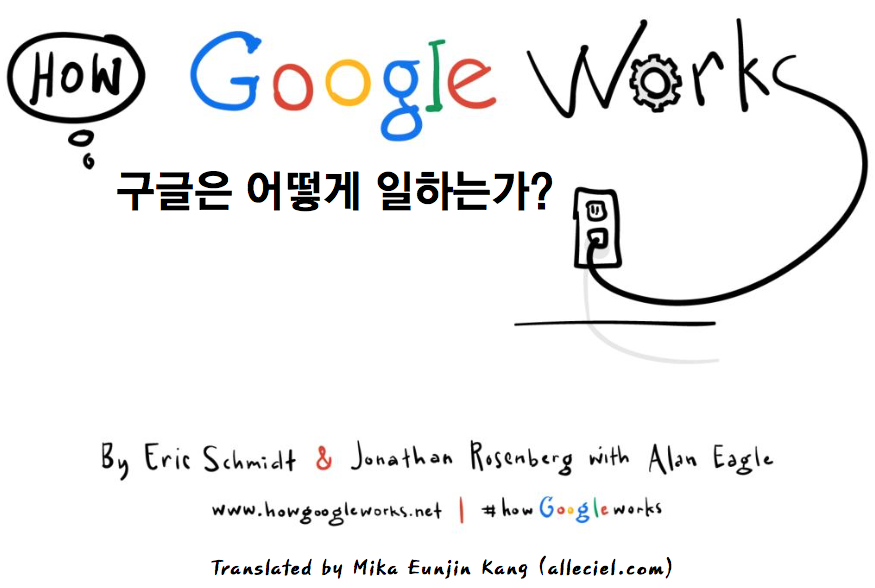 How Google Works
구글은 어떻게 일하는가?
By Eric Schmidt & Jonathan Rosenberg with Alan Eagle
www.howgoogleworks.net | #howGoogleworks
Translated by Mika Eunjin Kang (alleciel.com)